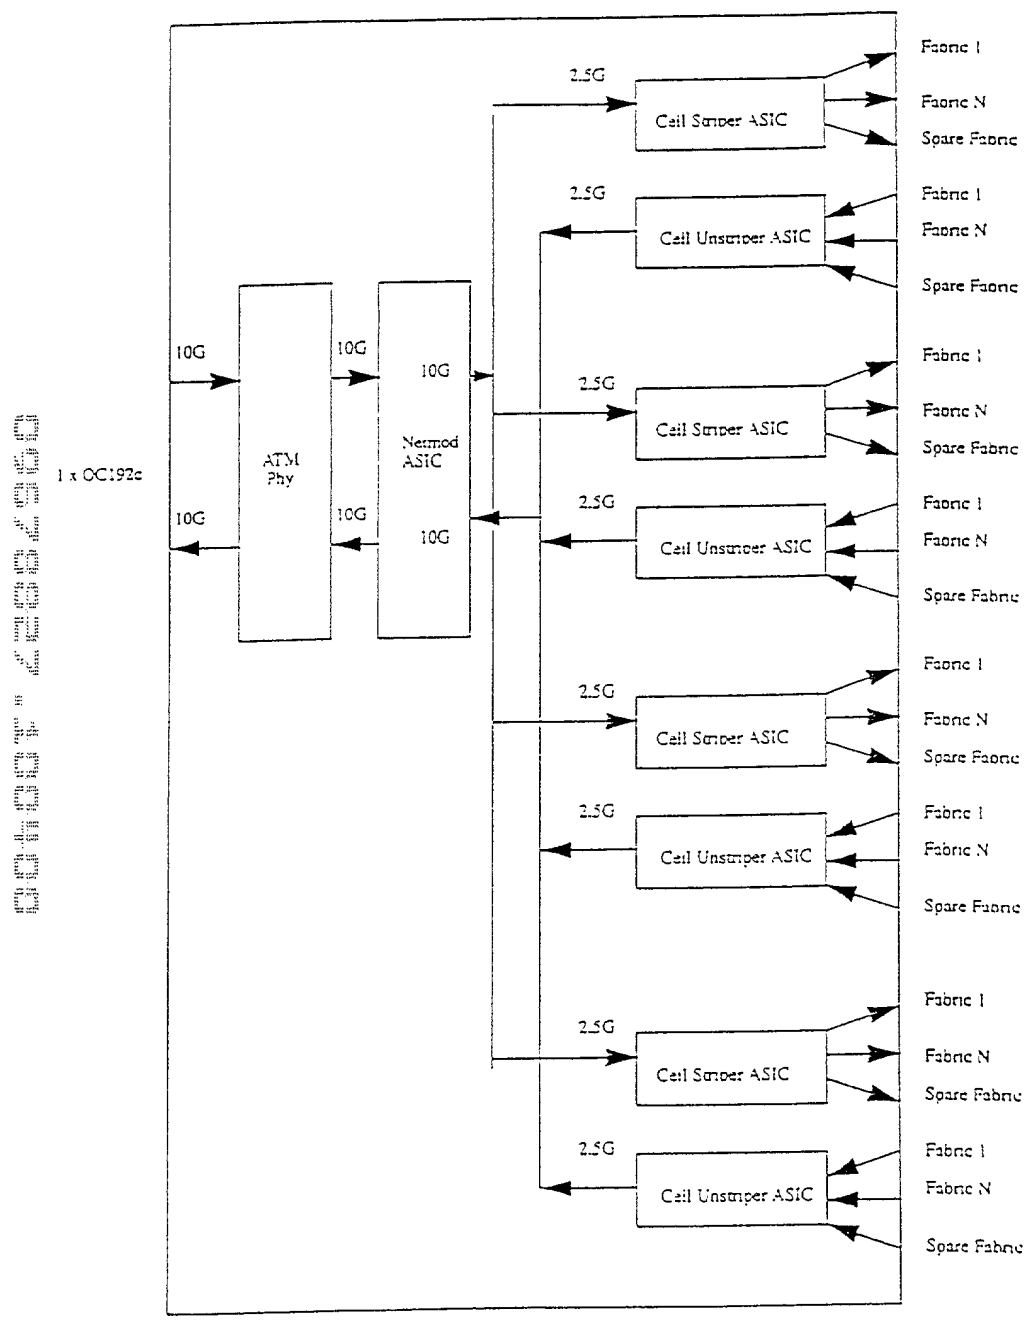 Fabric 1
2.5G
Fabric N
Cell Striper ASIC
Spare Fabric
2.5G
Fabric 1
Fabric N
Cell Unstriper ASIC
Spare Fabric
10G
10G
10G
Fabric 1
2.5G
Fabric N
Cell Striper ASIC
Spare Fabric
1 x OC192c
ATM
Phy
Netmod
ASIC
10G
10G
10G
2.5G
Fabric 1
Fabric N
Cell Unstriper ASIC
Spare Fabric
Fabric 1
2.5G
Fabric N
Cell Striper ASIC
Spare Fabric
2.5G
Fabric 1
Fabric N
Cell Unstriper ASIC
Spare Fabric
Fabric 1
2.5G
Fabric N
Cell Striper ASIC
Spare Fabric
2.5G
Fabric 1
Fabric N
Cell Unstriper ASIC
Spare Fabric